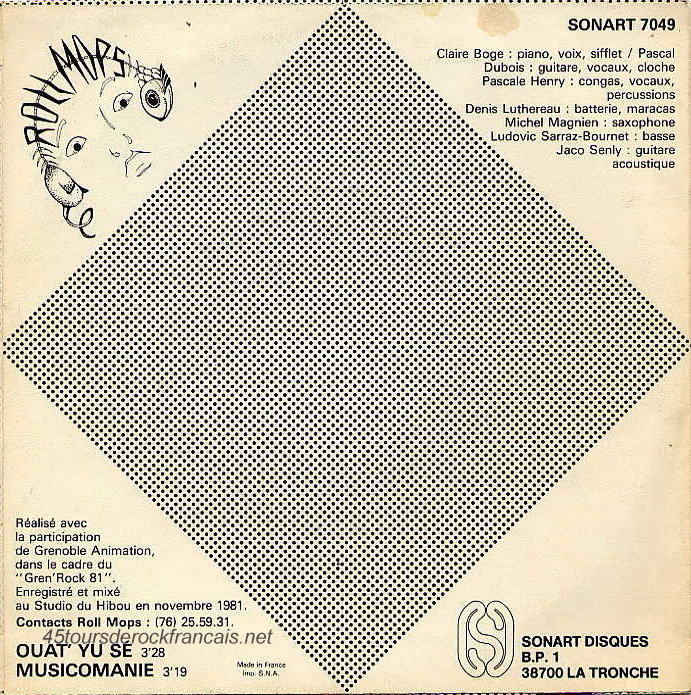 ROLL MOPS
SONART 7049
Claire Boge : piano, voix, sifflet / Pascal
Dubois : guitare, vocaux, cloche
Pascale Henry : congas, vocaux,
percussions
Denis Luthereau : batterie, maracas
Michel Magnien : saxophone
Ludovic Sarraz-Bournet : basse
Jaco Senly : guitare
acoustique
Réalisé avec
la participation
de Grenoble Animation,
dans le cadre du
"Gren'Rock 81".
Enregistré et mixé
au Studio du Hibou en novembre 1981.
Contacts Roll Mops : (76) 25.59.31.
45toursderockfrancais.net
OUAT' YU SÉ 3'28
MUSICOMANIE 3'19
Made in France
Imp. S.N.A.
SONART DISQUES
B.P. 1
38700 LA TRONCHE